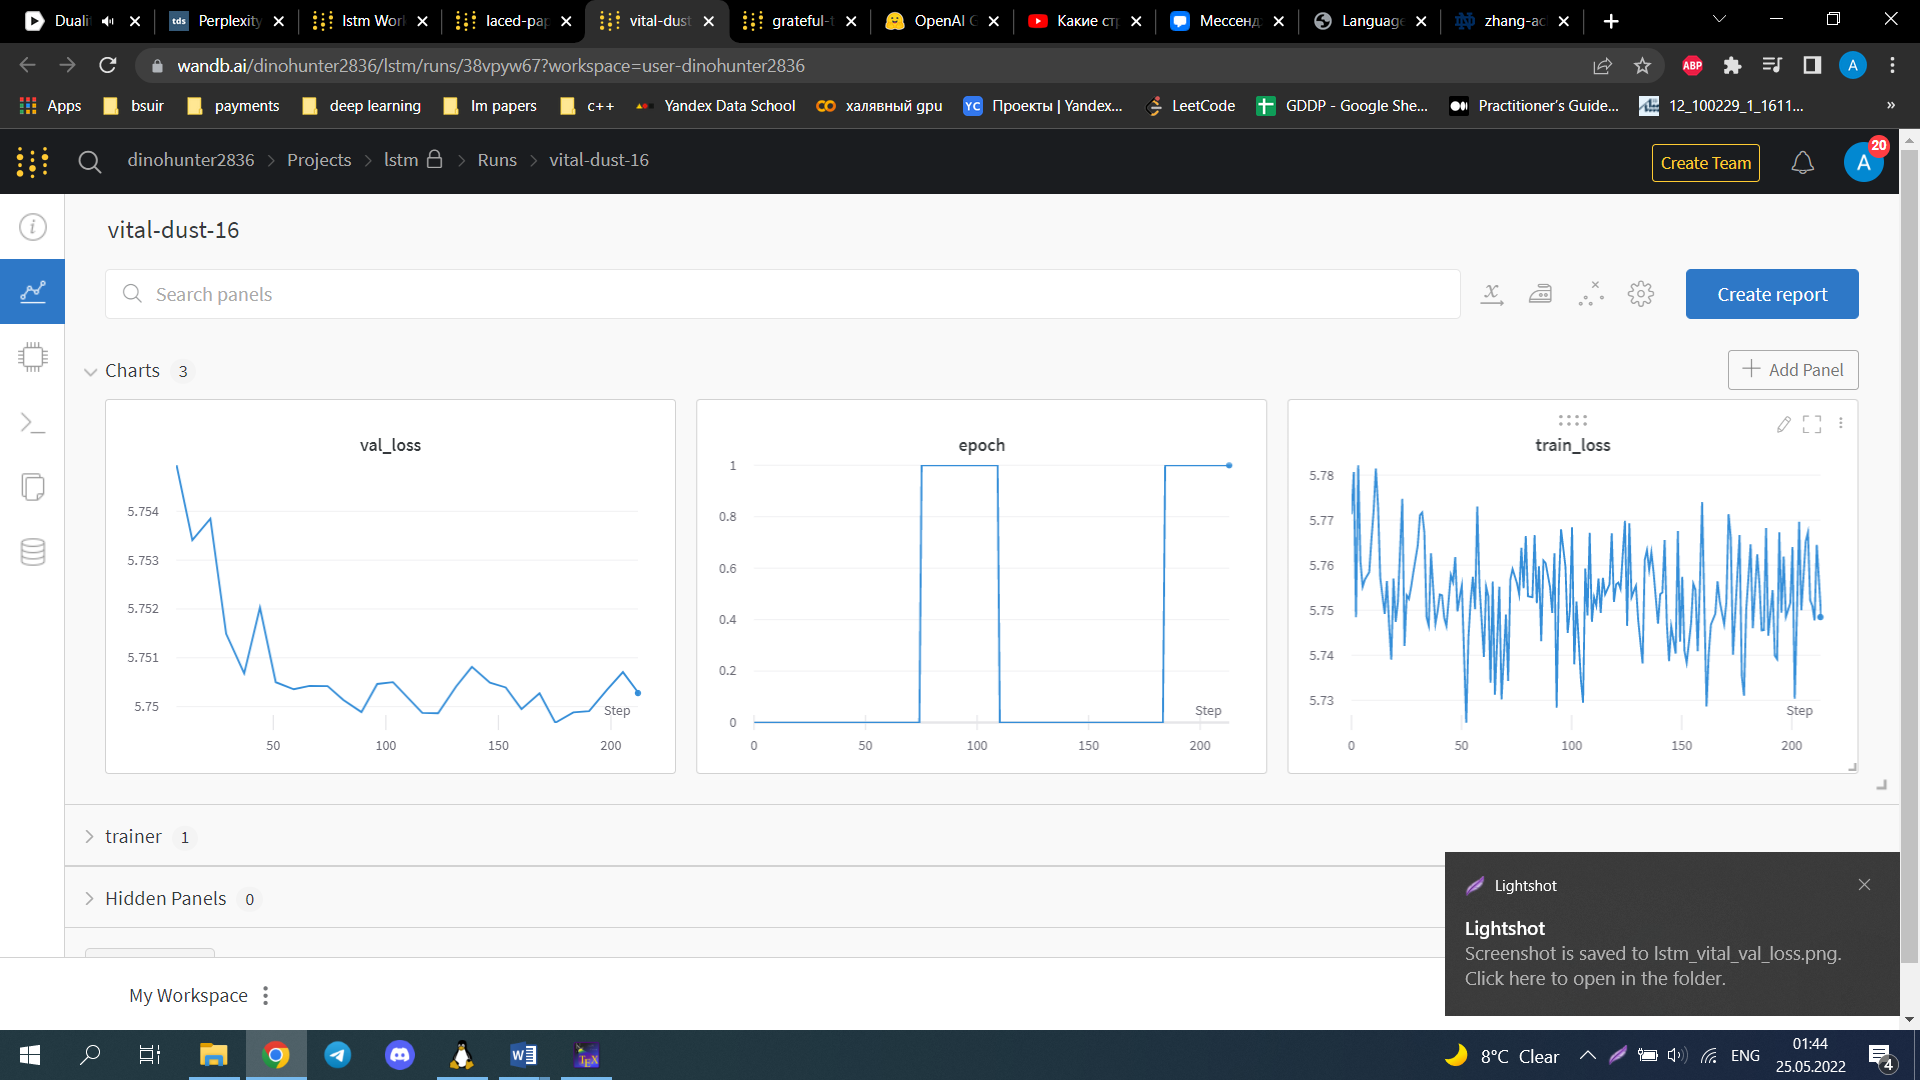 Dualit
Perplexity
lstm Work
laced-pap
vital-dust
grateful-t
OpenAI G
Какие стр
Мессенд
Language
zhang-ac
wandb.ai/dinohunter2836/lstm/runs/38vpyw67?workspace=user-dinohunter2836
ABP
A
Apps
bsuir
payments
deep learning
lm papers
c++
Yandex Data School
халявный gpu
YC Проекты | Yandex...
LeetCode
GDDP - Google She...
Practitioner's Guide...
12_100229_1_1611...
»
dinohunter2836 > Projects > lstm > Runs > vital-dust-16
Create Team
A
20
vital-dust-16
Search panels
Create report
Charts 3
Add Panel
val_loss
5.754
5.753
5.752
5.751
5.75
Step
50 100 150 200
epoch
1
0.8
0.6
0.4
0.2
0
Step
0 50 100 150 200
train_loss
5.78
5.77
5.76
5.75
5.74
5.73
Step
0 50 100 150 200
trainer 1
Hidden Panels 0
Lightshot
Lightshot
Screenshot is saved to lstm_vital_val_loss.png.
Click here to open in the folder.
My Workspace
8°C Clear
ENG
01:44
25.05.2022
4